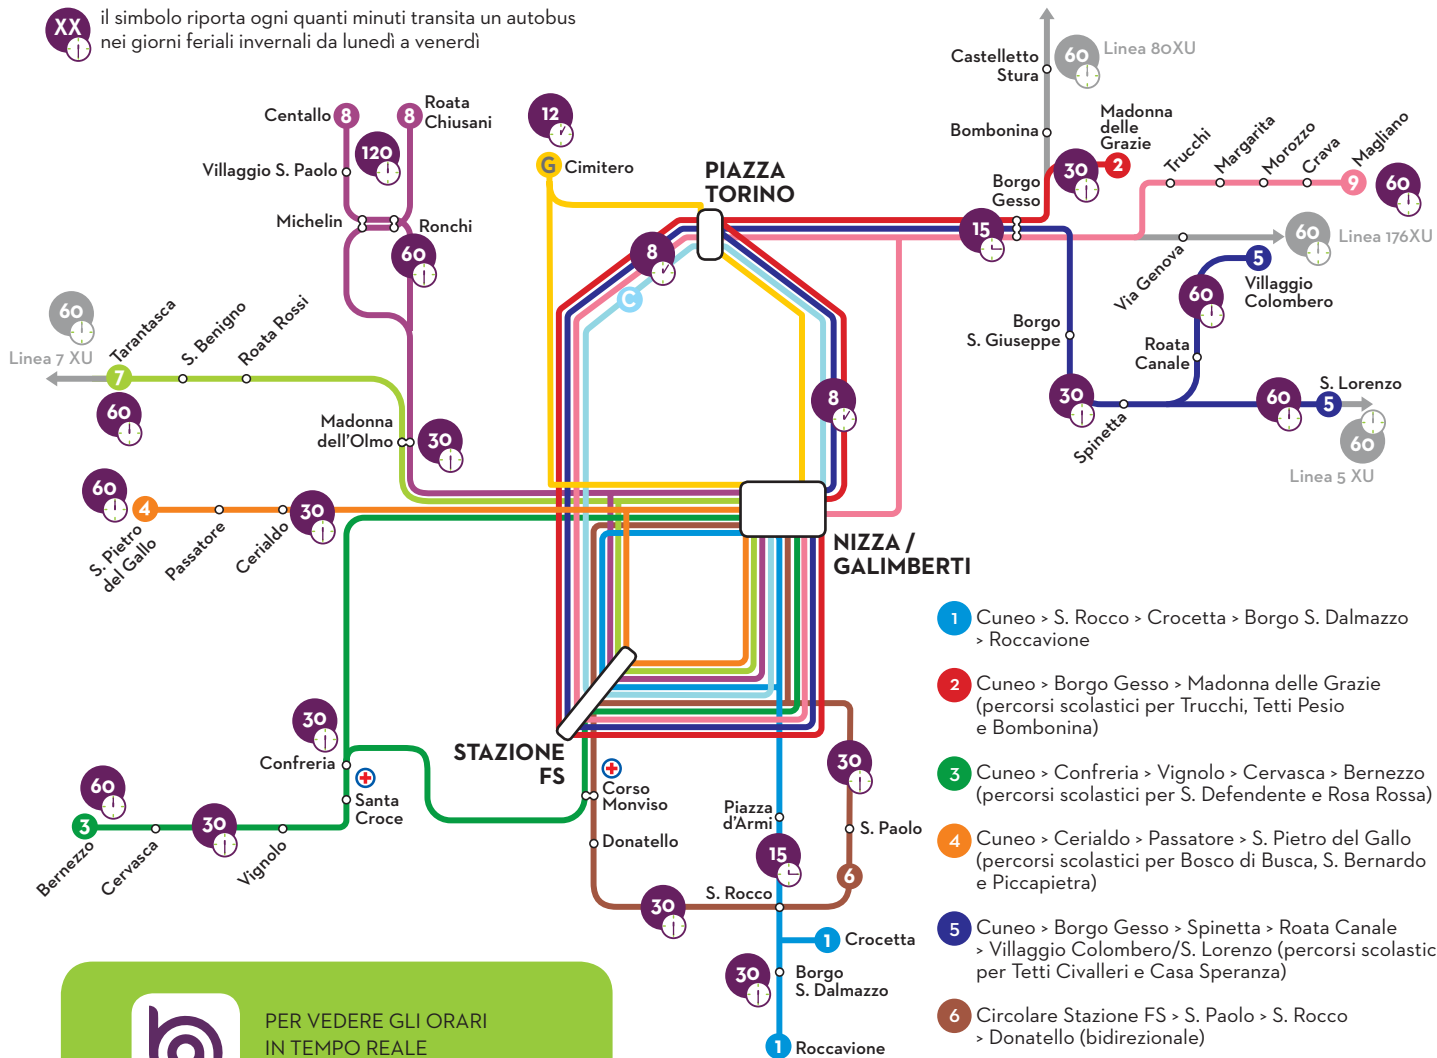 XX
il simbolo riporta ogni quanti minuti transita un autobus
nei giorni feriali invernali da lunedì a venerdì
Castelletto
Stura
60
Linea 80XU
Bombonina
Madonna
delle
Grazie
30
2
Borgo
Gesso
15
Trucchi
Margarita
Morozzo
Crava
Magliano
9
60
60
Linea 176XU
Via Genova
Centallo
8
8
Roata
Chiusani
120
Villaggio S. Paolo
Michelin
Ronchi
60
12
G
Cimitero
PIAZZA
TORINO
8
C
8
60
Linea 7 XU
Tarantasca
S. Benigno
Roata Rossi
7
60
Madonna
dell'Olmo
30
5
Villaggio
Colombero
60
Borgo
S. Giuseppe
Roata
Canale
30
Spinetta
60
S. Lorenzo
5
60
Linea 5 XU
60
4
S. Pietro
del Gallo
Passatore
Cerialdo
30
NIZZA /
GALIMBERTI
STAZIONE
FS
30
Confreria
Santa
Croce
60
3
Bernezzo
Cervasca
30
Vignolo
Corso
Monviso
Donatello
30
Piazza
d'Armi
15
S. Rocco
30
S. Paolo
6
1
Crocetta
30
Borgo
S. Dalmazzo
1
Roccavione
1
Cuneo > S. Rocco > Crocetta > Borgo S. Dalmazzo
> Roccavione
2
Cuneo > Borgo Gesso > Madonna delle Grazie
(percorsi scolastici per Trucchi, Tetti Pesio
e Bombonina)
3
Cuneo > Confreria > Vignolo > Cervasca > Bernezzo
(percorsi scolastici per S. Defendente e Rosa Rossa)
4
Cuneo > Cerialdo > Passatore > S. Pietro del Gallo
(percorsi scolastici per Bosco di Busca, S. Bernardo
e Piccapietra)
5
Cuneo > Borgo Gesso > Spinetta > Roata Canale
> Villaggio Colombero/S. Lorenzo (percorsi scolastic
per Tetti Civalleri e Casa Speranza)
6
Circolare Stazione FS > S. Paolo > S. Rocco
> Donatello (bidirezionale)
PER VEDERE GLI ORARI
IN TEMPO REALE